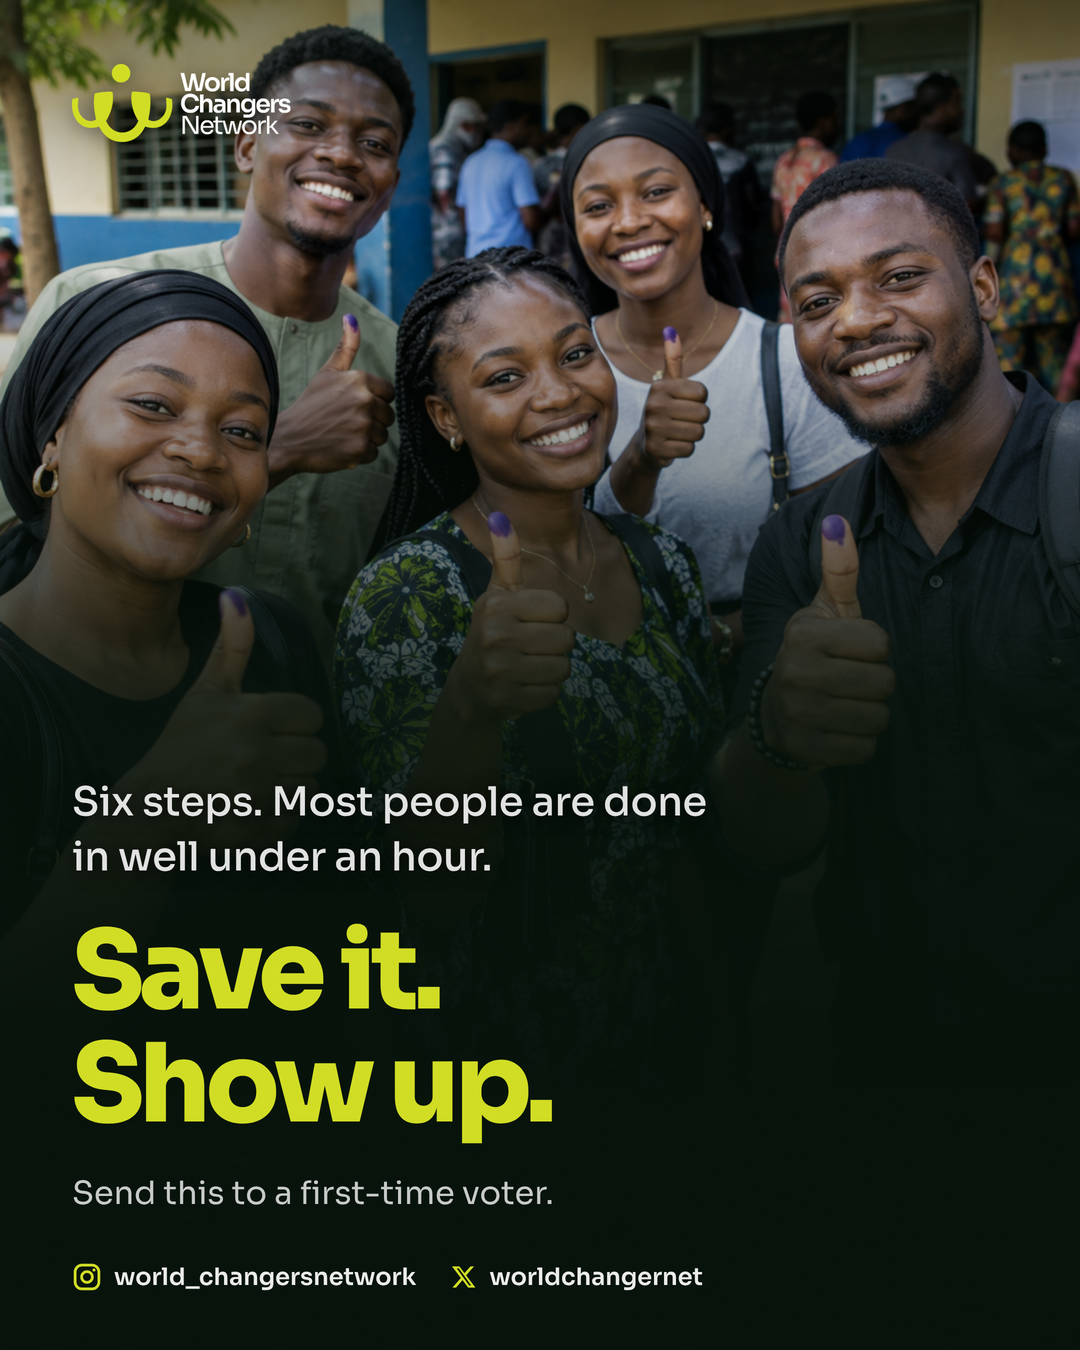 World
Changers
Network
Six steps. Most people are done
in well under an hour.
Save it.
Show up.
Send this to a first-time voter.
world_changersnetwork
worldchangernet